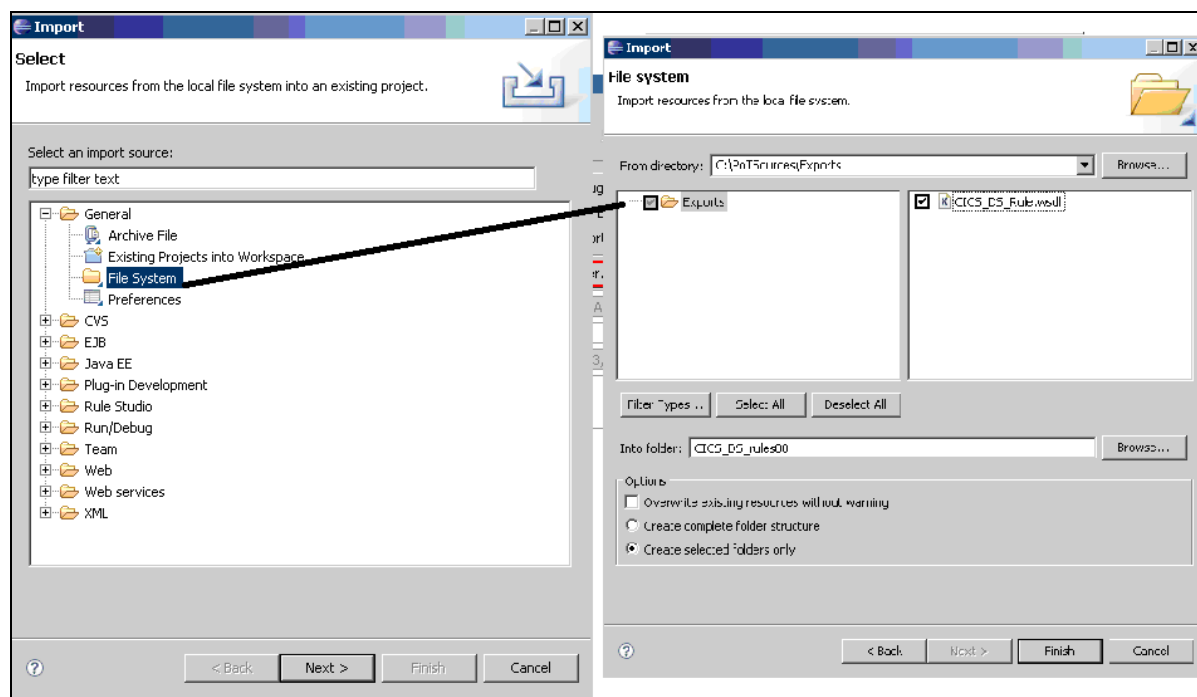 Import
Select
Import resources from the local file system into an existing project.
Select an import source:
type filter text
General
Archive File
Existing Projects into Workspace
File System
Preferences
CVS
EJB
Java EE
Plug-in Development
Rule Studio
Run/Debug
Team
Web
Web services
XML
? < Back Next > Finish Cancel
Import
File system
Import resources from the local file system.
From directory: C:\PoTSources\Exports Browse...
Exports
CICS_DS_Rule.wsdl
Filter Types... Select All Deselect All
Into folder: CICS_DS_rules00 Browse...
Options
Overwrite existing resources without warning
Create complete folder structure
Create selected folders only
? < Back Next > Finish Cancel